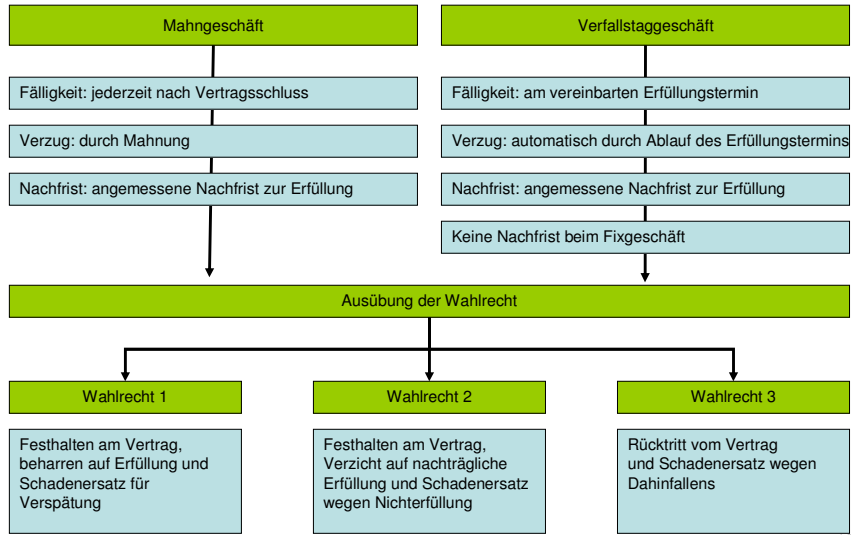 Mahngeschäft
Fälligkeit: jederzeit nach Vertragsschluss
Verzug: durch Mahnung
Nachfrist: angemessene Nachfrist zur Erfüllung
Verfallstaggeschäft
Fälligkeit: am vereinbarten Erfüllungstermin
Verzug: automatisch durch Ablauf des Erfüllungstermins
Nachfrist: angemessene Nachfrist zur Erfüllung
Keine Nachfrist beim Fixgeschäft
Ausübung der Wahlrecht
Wahlrecht 1
Festhalten am Vertrag,
beharren auf Erfüllung und
Schadenersatz für
Verspätung
Wahlrecht 2
Festhalten am Vertrag,
Verzicht auf nachträgliche
Erfüllung und Schadenersatz
wegen Nichterfüllung
Wahlrecht 3
Rücktritt vom Vertrag
und Schadenersatz wegen
Dahinfallens